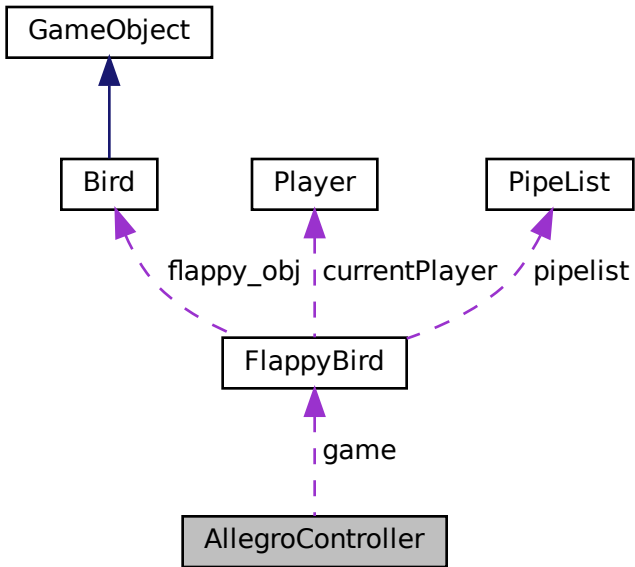 GameObject
Bird
Player
PipeList
flappy_obj
currentPlayer
pipelist
FlappyBird
game
AllegroController